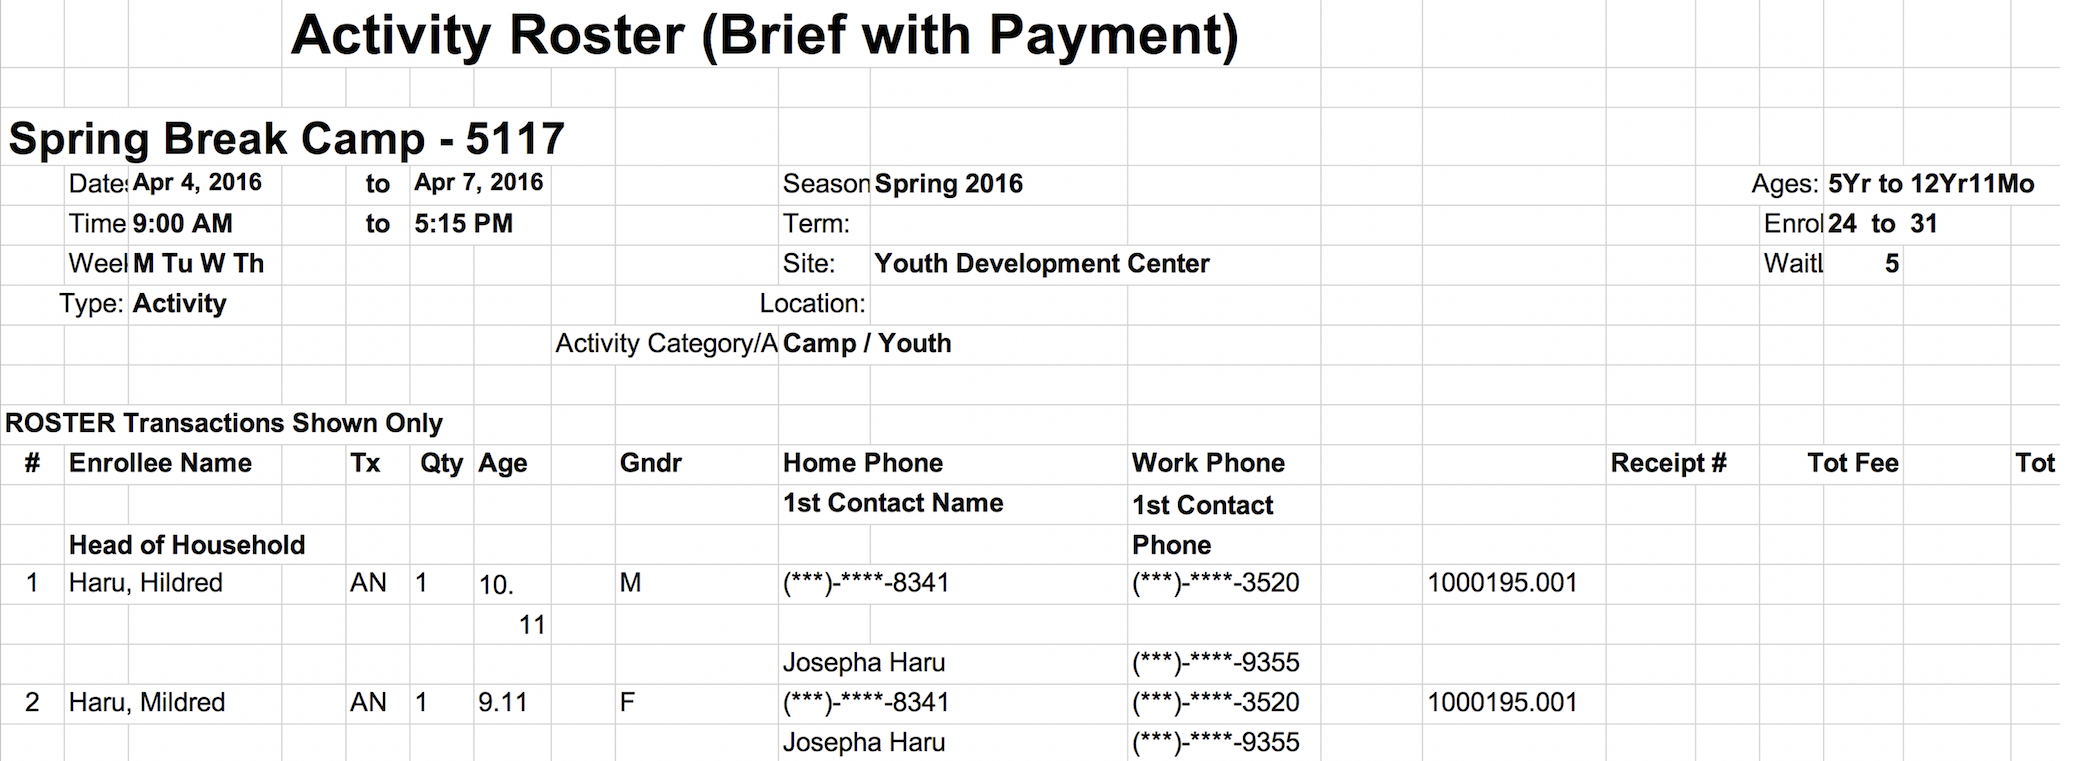 Activity Roster (Brief with Payment)
Spring Break Camp - 5117
Date: Apr 4, 2016 to Apr 7, 2016 Season Spring 2016 Ages: 5Yr to 12Yr11Mo
Time 9:00 AM to 5:15 PM Term: Enrol 24 to 31
Weel M Tu W Th Site: Youth Development Center WaitL 5
Type: Activity Location:
Activity Category/A Camp / Youth
ROSTER Transactions Shown Only
# Enrollee Name Tx Qty Age Gndr Home Phone Work Phone Receipt # Tot Fee Tot
1st Contact Name 1st Contact
Head of Household Phone
1 Haru, Hildred AN 1 10. M (***)-****-8341 (***)-****-3520 1000195.001
11
Josepha Haru (***)-****-9355
2 Haru, Mildred AN 1 9.11 F (***)-****-8341 (***)-****-3520 1000195.001
Josepha Haru (***)-****-9355